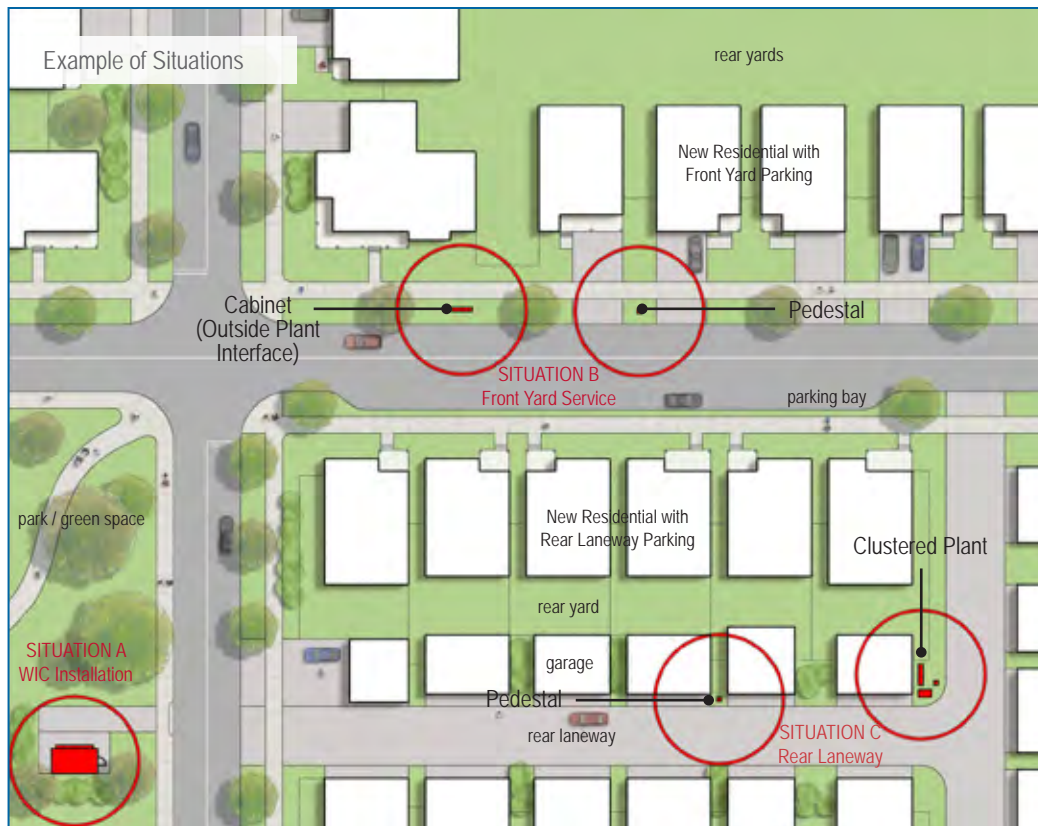 Example of Situations
rear yards
New Residential with
Front Yard Parking
Cabinet
(Outside Plant
Interface)
Pedestal
SITUATION B
Front Yard Service
parking bay
park / green space
New Residential with
Rear Laneway Parking
Clustered Plant
rear yard
SITUATION A
WIC Installation
garage
Pedestal
rear laneway
SITUATION C
Rear Laneway